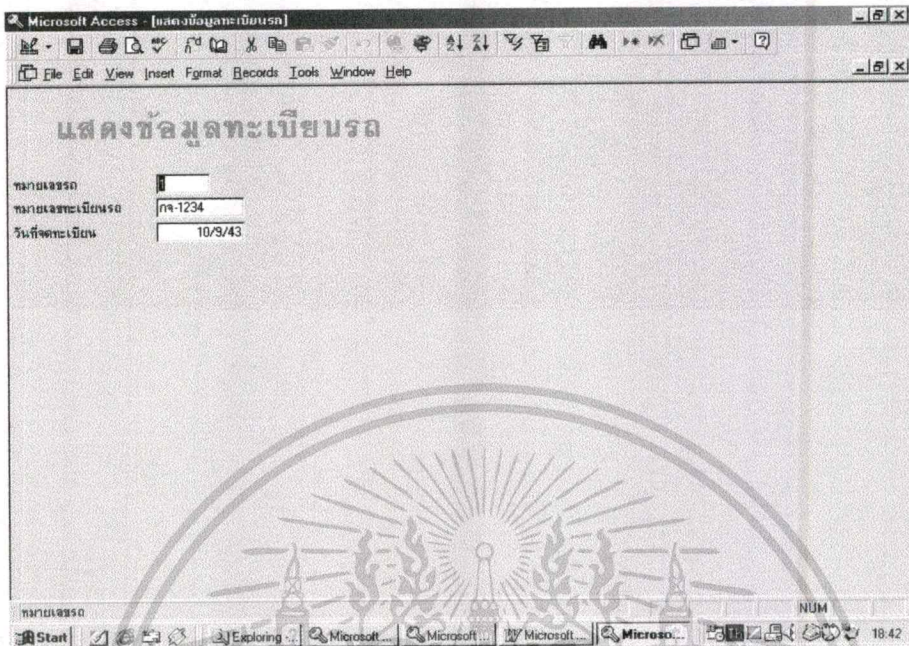 Microsoft Access - [แสดงข้อมูลทะเบียนรถ]
File Edit View Insert Format Records Tools Window Help
แสดงข้อมูลทะเบียนรถ
หมายเลขรถ 1
หมายเลขทะเบียนรถ กจ-1234
วันที่จดทะเบียน 10/9/43
หมายเลขรถ NUM
Start Exploring -... Microsoft ... Microsoft ... Microsoft ... Microso... 18:42